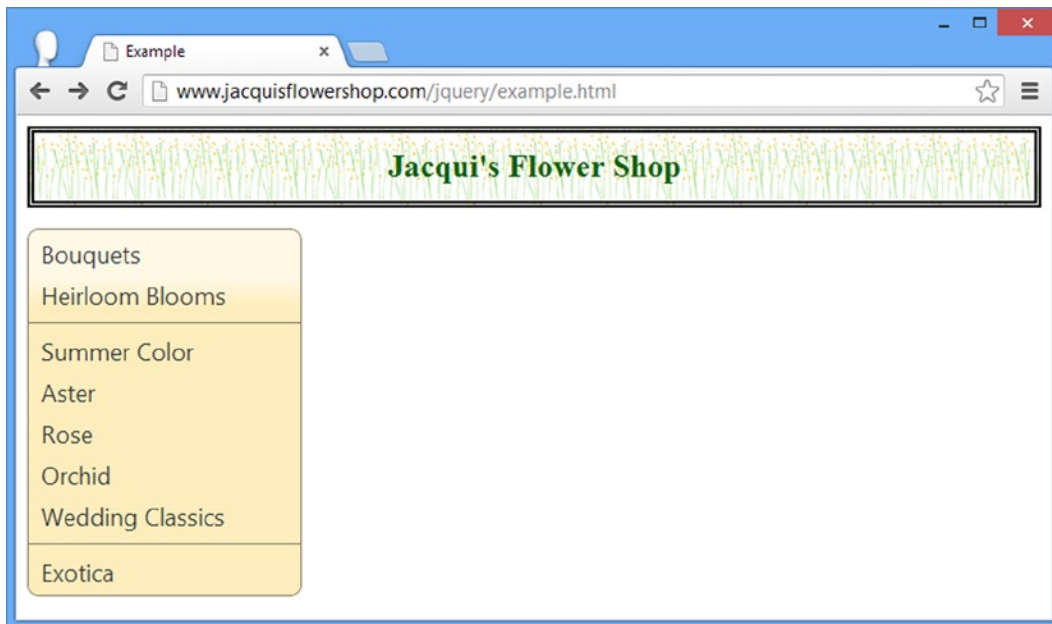 Example
www.jacquisflowershop.com/jquery/example.html
Jacqui's Flower Shop
Bouquets
Heirloom Blooms
Summer Color
Aster
Rose
Orchid
Wedding Classics
Exotica